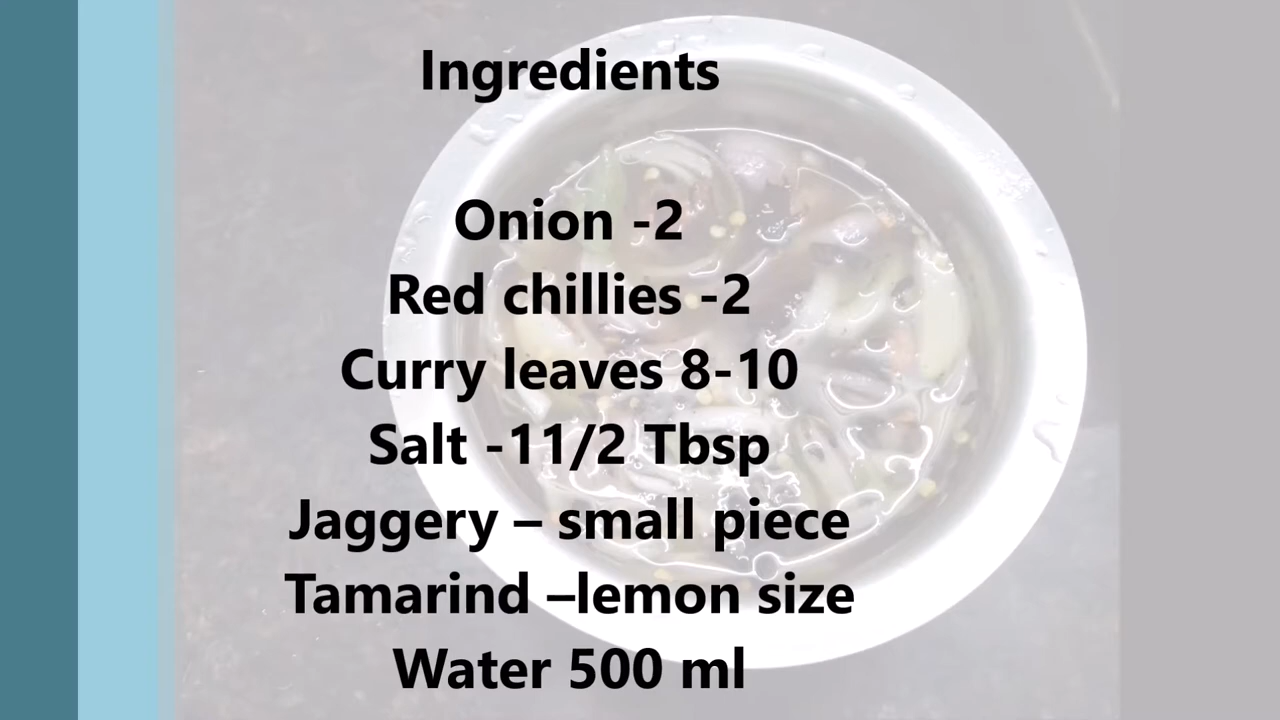 Ingredients
Onion -2
Red chillies -2
Curry leaves 8-10
Salt -11/2 Tbsp
Jaggery – small piece
Tamarind –lemon size
Water 500 ml